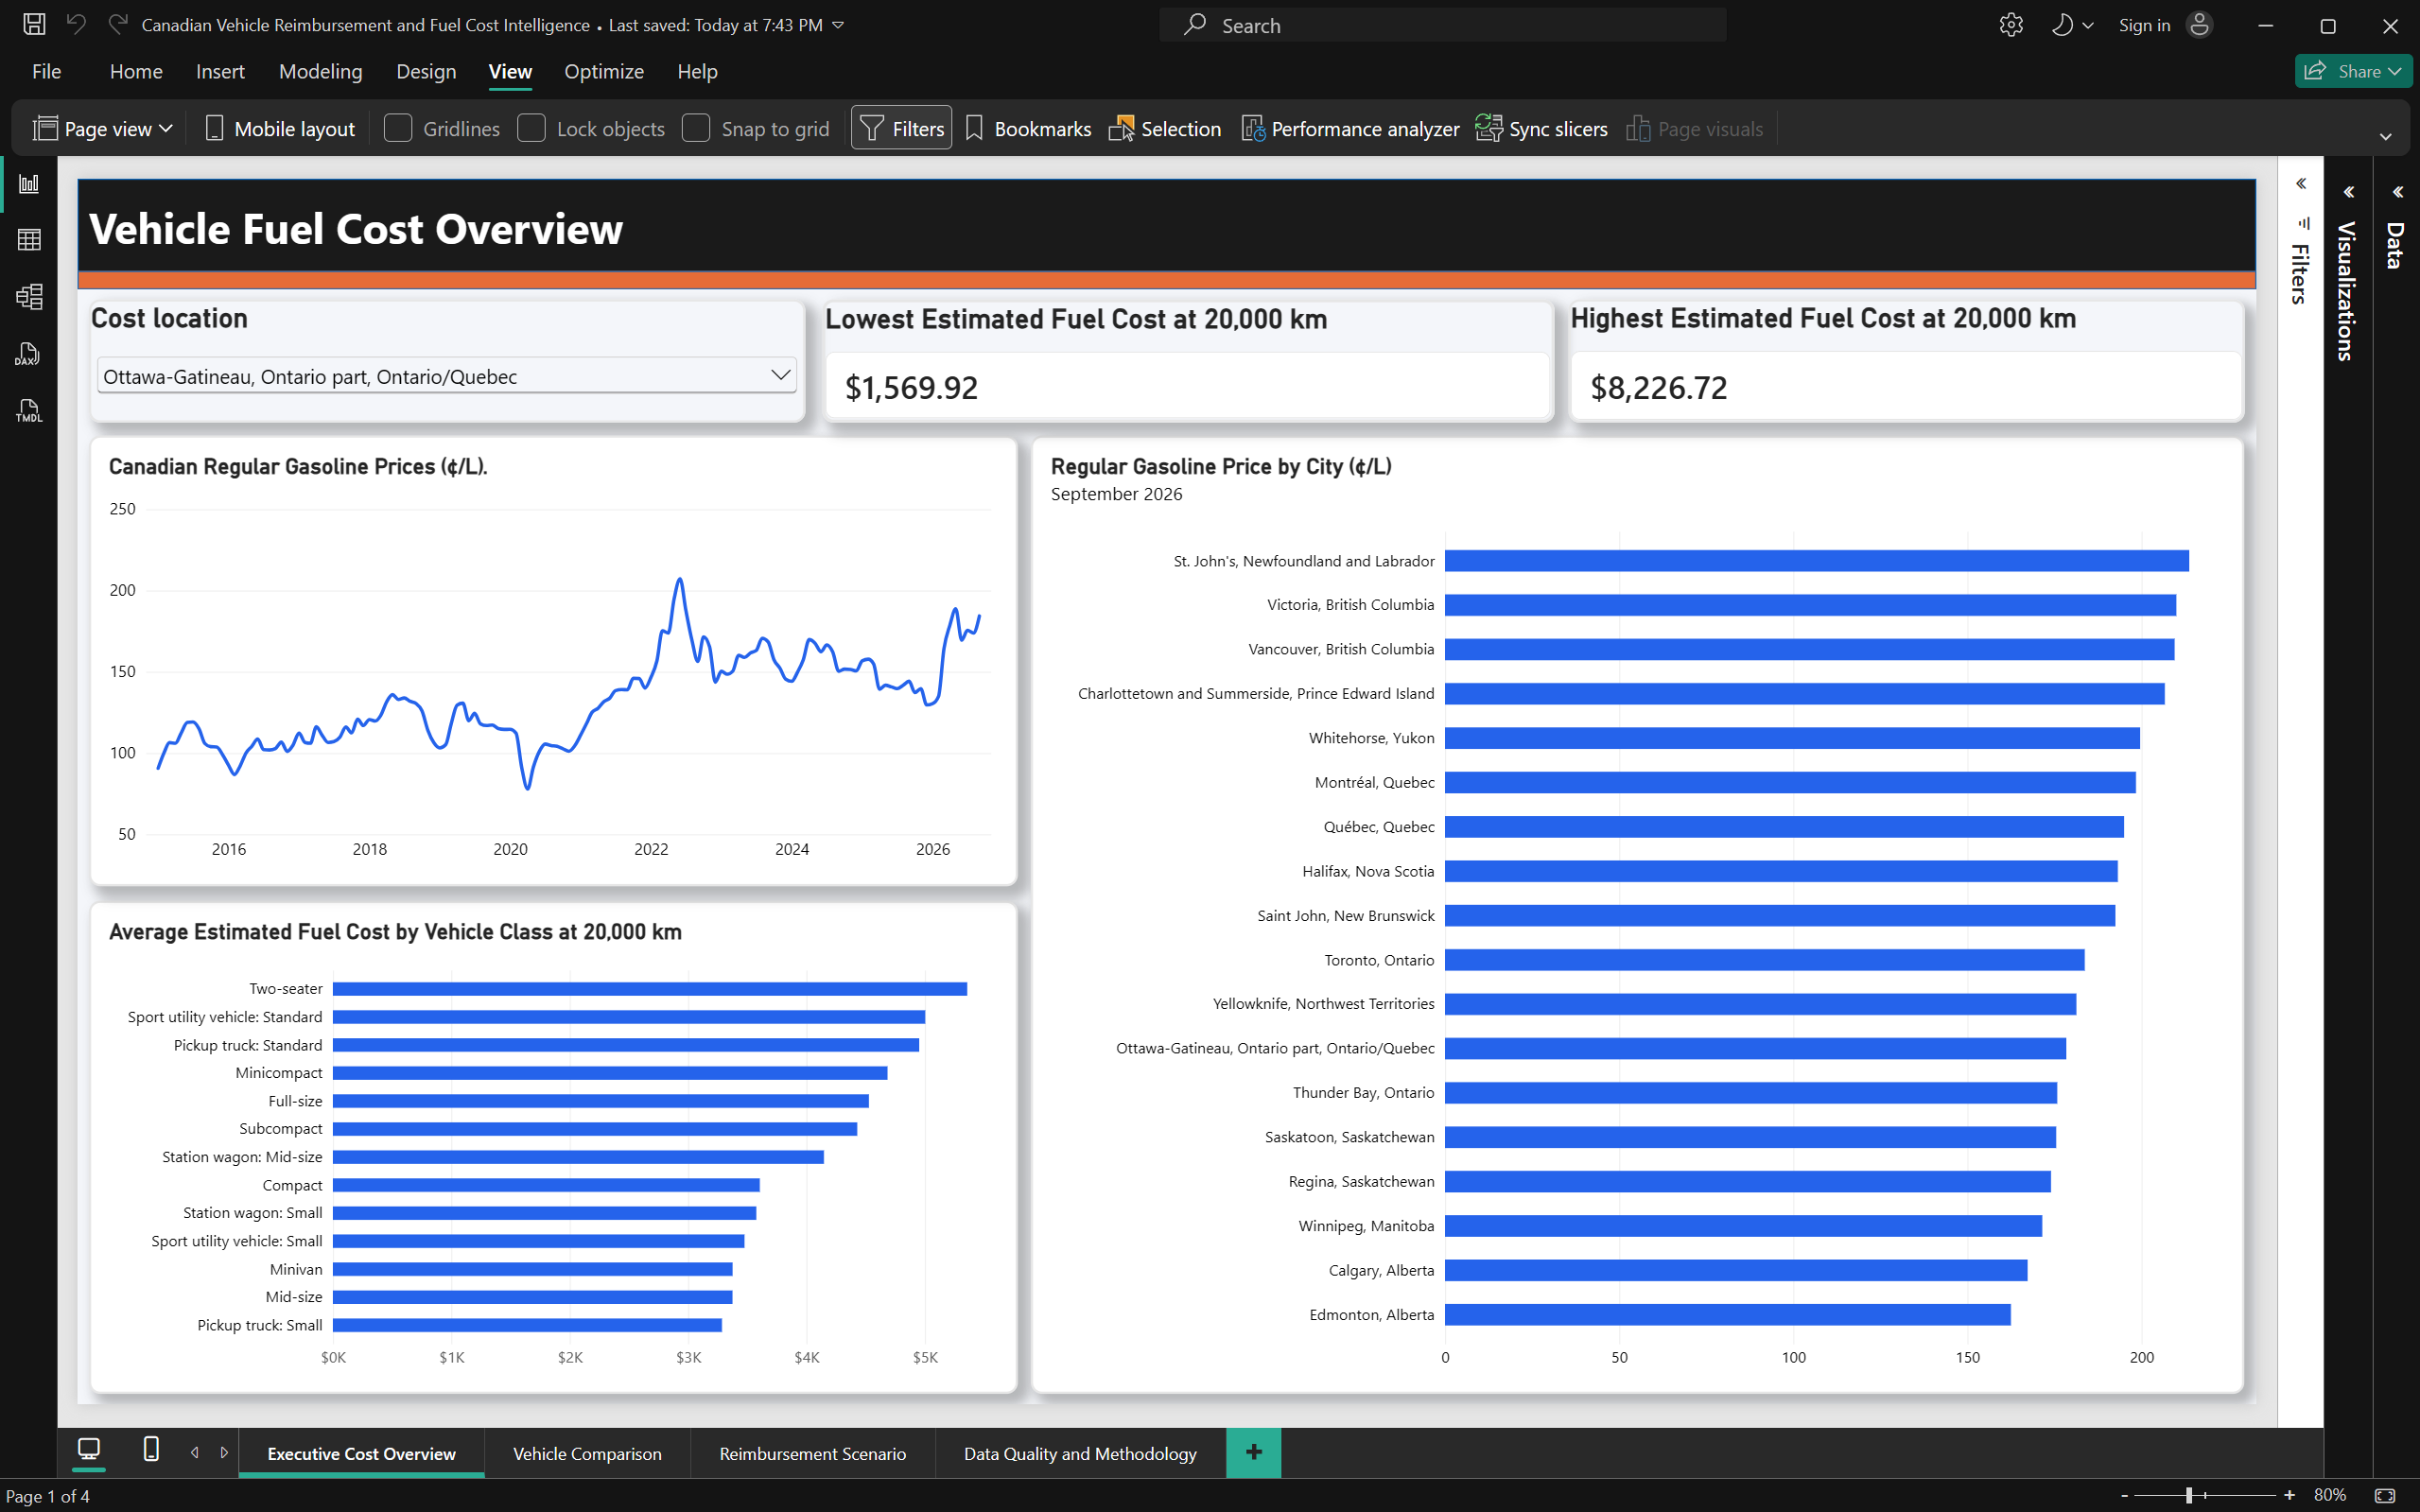 Canadian Vehicle Reimbursement and Fuel Cost Intelligence • Last saved: Today at 7:43 PM
Search
Sign in
File
Home
Insert
Modeling
Design
View
Optimize
Help
Share
Page view
Mobile layout
Gridlines
Lock objects
Snap to grid
Filters
Bookmarks
Selection
Performance analyzer
Sync slicers
Page visuals
DAX
TMDL
Vehicle Fuel Cost Overview
Cost location
Ottawa-Gatineau, Ontario part, Ontario/Quebec
Lowest Estimated Fuel Cost at 20,000 km
$1,569.92
Highest Estimated Fuel Cost at 20,000 km
$8,226.72
Canadian Regular Gasoline Prices (¢/L).
250
200
150
100
50
2016
2018
2020
2022
2024
2026
Average Estimated Fuel Cost by Vehicle Class at 20,000 km
Two-seater
Sport utility vehicle: Standard
Pickup truck: Standard
Minicompact
Full-size
Subcompact
Station wagon: Mid-size
Compact
Station wagon: Small
Sport utility vehicle: Small
Minivan
Mid-size
Pickup truck: Small
$0K
$1K
$2K
$3K
$4K
$5K
Regular Gasoline Price by City (¢/L)
September 2026
St. John's, Newfoundland and Labrador
Victoria, British Columbia
Vancouver, British Columbia
Charlottetown and Summerside, Prince Edward Island
Whitehorse, Yukon
Montréal, Quebec
Québec, Quebec
Halifax, Nova Scotia
Saint John, New Brunswick
Toronto, Ontario
Yellowknife, Northwest Territories
Ottawa-Gatineau, Ontario part, Ontario/Quebec
Thunder Bay, Ontario
Saskatoon, Saskatchewan
Regina, Saskatchewan
Winnipeg, Manitoba
Calgary, Alberta
Edmonton, Alberta
0
50
100
150
200
Filters
Visualizations
Data
Executive Cost Overview
Vehicle Comparison
Reimbursement Scenario
Data Quality and Methodology
+
Page 1 of 4
- + 80%